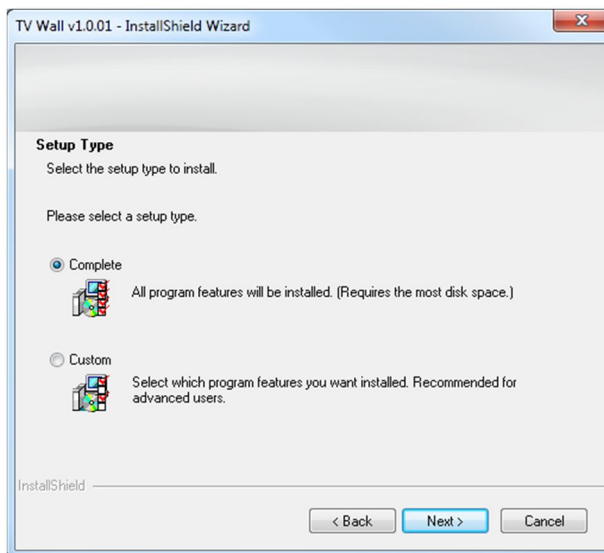 TV Wall v1.0.01 - InstallShield Wizard
Setup Type
Select the setup type to install.
Please select a setup type.
Complete
All program features will be installed. (Requires the most disk space.)
Custom
Select which program features you want installed. Recommended for
advanced users.
InstallShield
< Back Next > Cancel